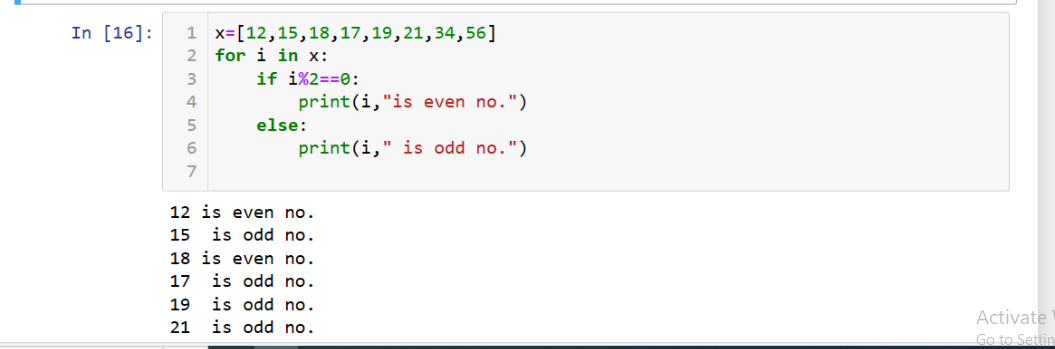 In [16]:
1 x=[12,15,18,17,19,21,34,56]
2 for i in x:
3     if i%2==0:
4         print(i,"is even no.")
5     else:
6         print(i," is odd no.")
7
12 is even no.
15  is odd no.
18 is even no.
17  is odd no.
19  is odd no.
21  is odd no.
Activate
Go to